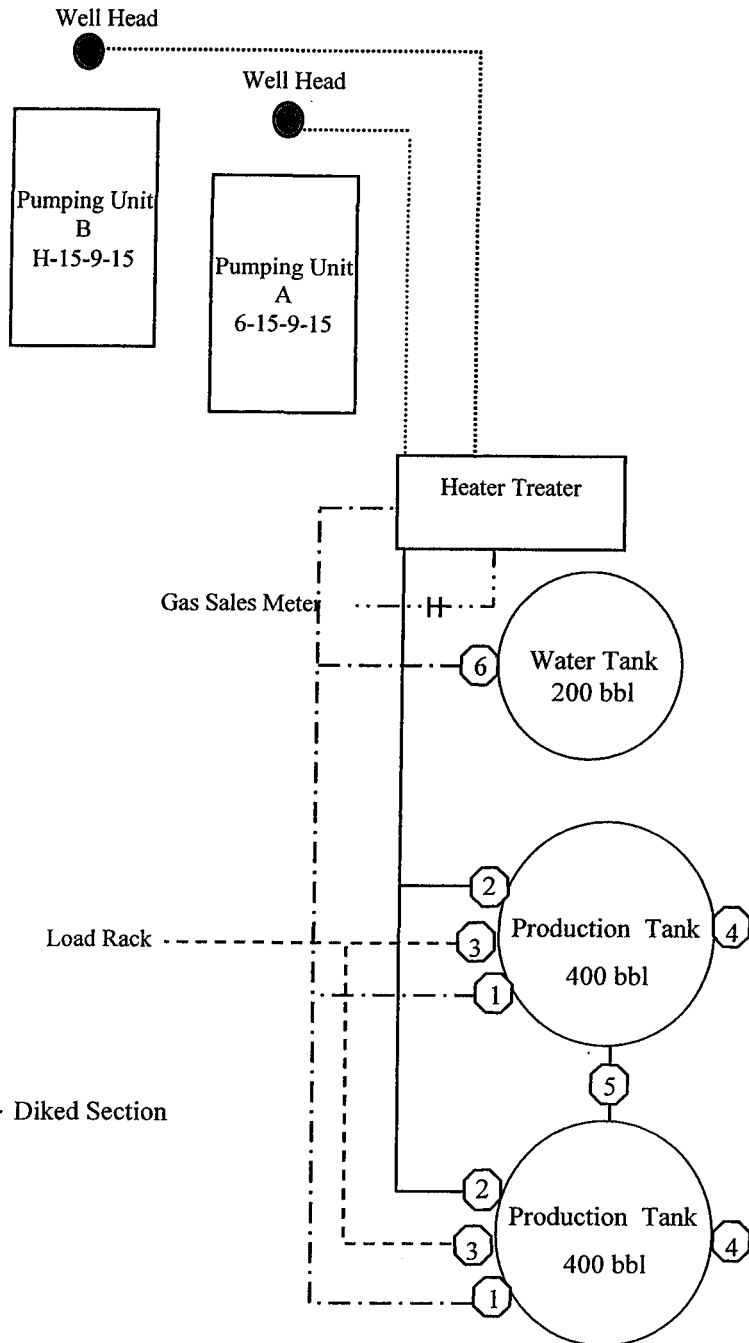 Well Head
Well Head
Pumping Unit
B
H-15-9-15
Pumping Unit
A
6-15-9-15
Heater Treater
Gas Sales Meter
6
Water Tank
200 bbl
2
Load Rack
3
Production Tank
4
400 bbl
1
5
Diked Section
2
Production Tank
3
4
400 bbl
1